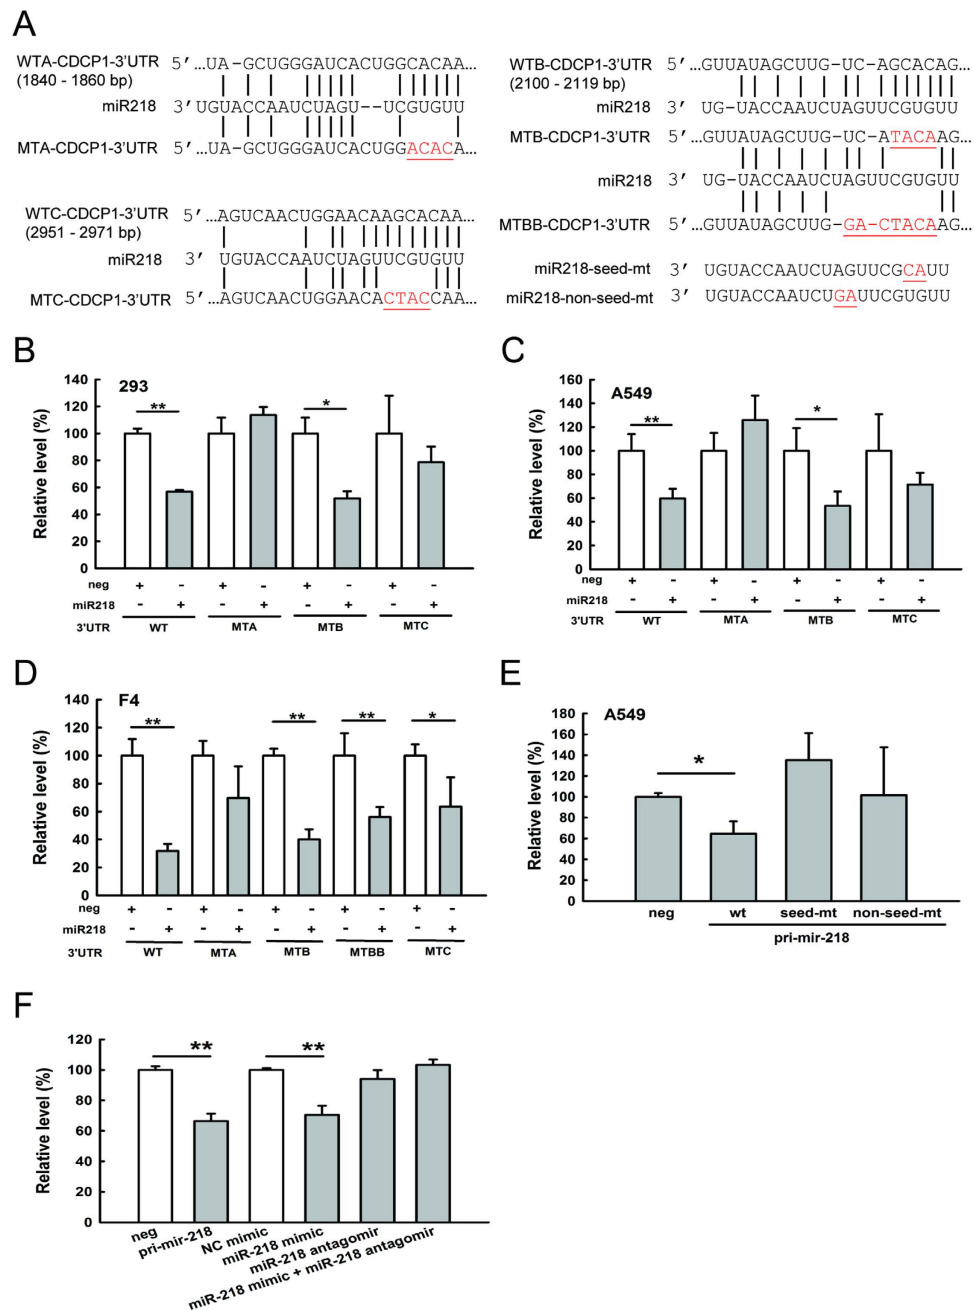 A
WTA-CDCP1-3'UTR 5'…UA-GCUGGGAUCACUGGCACAA…
(1840 - 1860 bp)
miR218 3'UGUACCAAUCUAGU--UCGUGUU
MTA-CDCP1-3'UTR 5'…UA-GCUGGGAUCACUGGACACA…
WTC-CDCP1-3'UTR 5'…AGUCAACUGGAACAAGCACAA…
(2951 - 2971 bp)
miR218 3' UGUACCAAUCUAGUUCGUGUU
MTC-CDCP1-3'UTR 5'…AGUCAACUGGAACACTACCAA…
WTB-CDCP1-3'UTR 5'…GUUAUAGCUUG-UC-AGCACAG…
(2100 - 2119 bp)
miR218 3' UG-UACCAAUCUAGUUCGUGUU
MTB-CDCP1-3'UTR 5'…GUUAUAGCUUG-UC-ATACAAG…
miR218 3' UG-UACCAAUCUAGUUCGUGUU
MTBB-CDCP1-3'UTR 5'…GUUAUAGCUUG-GA-CTACAAG…
miR218-seed-mt 3' UGUACCAAUCUAGUUCGCAUU
miR218-non-seed-mt 3' UGUACCAAUCUGAUUCGUGUU
B
293
Relative level (%)
140
120
100
80
60
40
20
0
** *
neg + - + - + - + -
miR218 - + - + - + - +
3'UTR WT MTA MTB MTC
C
A549
Relative level (%)
160
140
120
100
80
60
40
20
0
** *
neg + - + - + - + -
miR218 - + - + - + - +
3'UTR WT MTA MTB MTC
D
F4
Relative level (%)
140
120
100
80
60
40
20
0
** ** ** *
neg + - + - + - + - + -
miR218 - + - + - + - + - +
3'UTR WT MTA MTB MTBB MTC
E
A549
Relative level (%)
180
160
140
120
100
80
60
40
20
0
*
neg wt seed-mt non-seed-mt
pri-mir-218
F
Relative level (%)
120
100
80
60
40
20
0
** **
neg
pri-mir-218
NC mimic
miR-218 mimic
miR-218 antagomir
miR-218 mimic + miR-218 antagomir